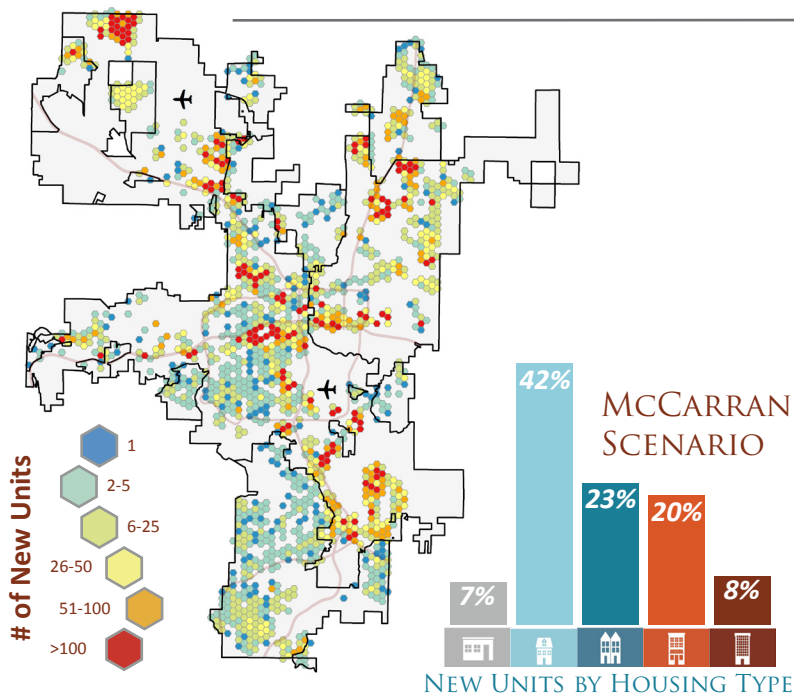 # of New Units
1
2-5
6-25
26-50
51-100
>100
McCarran
Scenario
7%
42%
23%
20%
8%
New Units by Housing Type